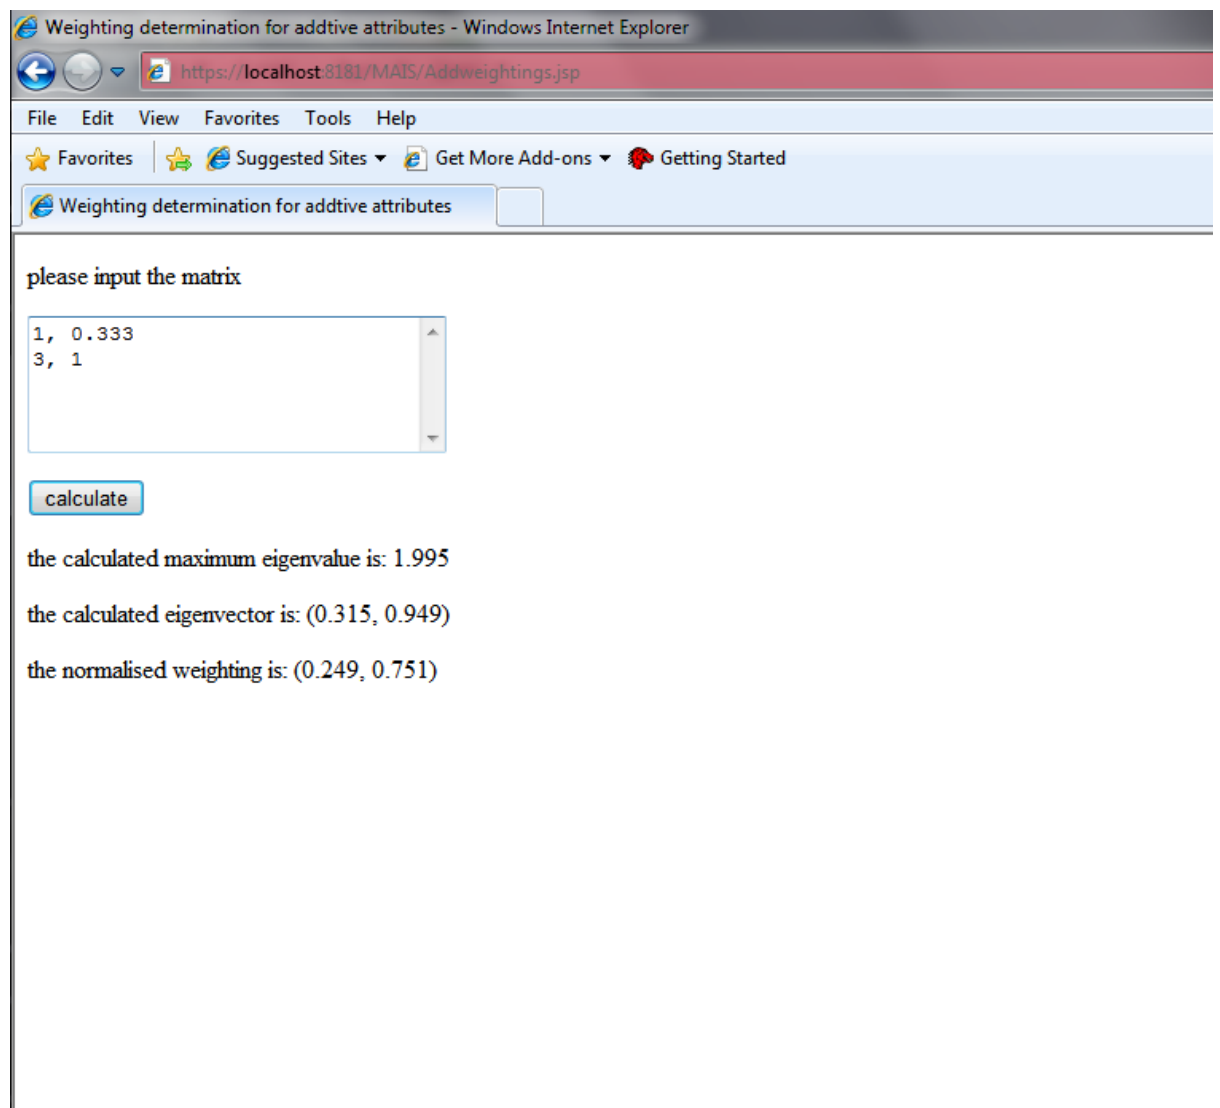 Weighting determination for addtive attributes - Windows Internet Explorer
https://localhost:8181/MAIS/Addweightings.jsp
File Edit View Favorites Tools Help
Favorites Suggested Sites Get More Add-ons Getting Started
Weighting determination for addtive attributes
please input the matrix
1, 0.333
3, 1
calculate
the calculated maximum eigenvalue is: 1.995
the calculated eigenvector is: (0.315, 0.949)
the normalised weighting is: (0.249, 0.751)